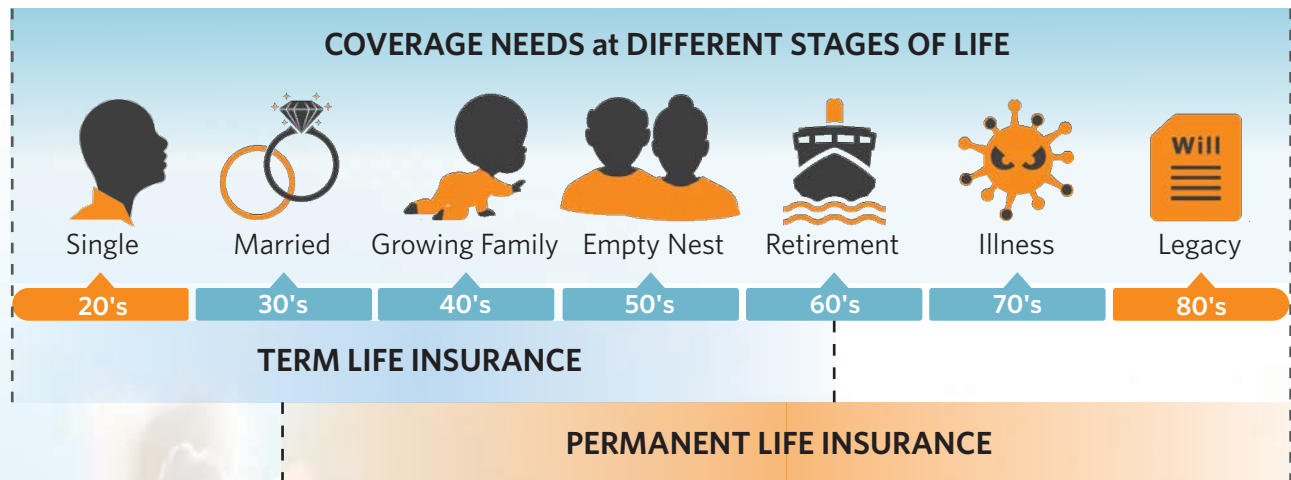 COVERAGE NEEDS at DIFFERENT STAGES OF LIFE
Will
Single Married Growing Family Empty Nest Retirement Illness Legacy
20's 30's 40's 50's 60's 70's 80's
TERM LIFE INSURANCE
PERMANENT LIFE INSURANCE